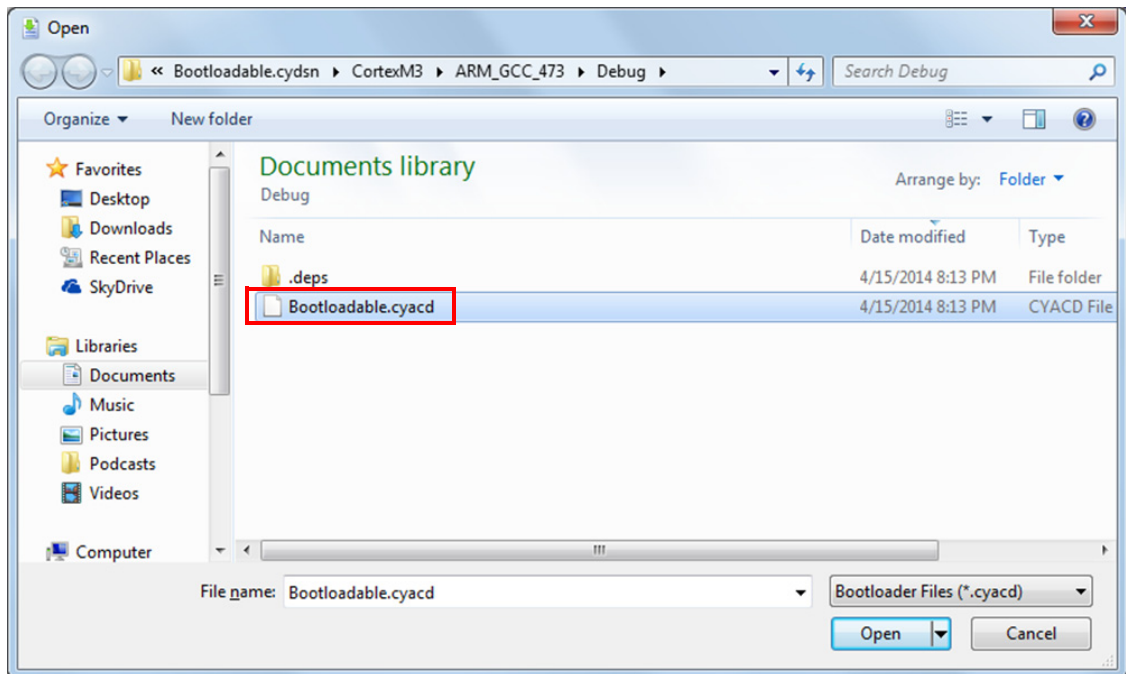 Open
« Bootloadable.cydsn ▸ CortexM3 ▸ ARM_GCC_473 ▸ Debug ▸
Search Debug
Organize
New folder
Favorites
Desktop
Downloads
Recent Places
SkyDrive
Libraries
Documents
Music
Pictures
Podcasts
Videos
Computer
Documents library
Debug
Arrange by: Folder
Name Date modified Type
.deps 4/15/2014 8:13 PM File folder
Bootloadable.cyacd 4/15/2014 8:13 PM CYACD File
File name: Bootloadable.cyacd
Bootloader Files (*.cyacd)
Open Cancel